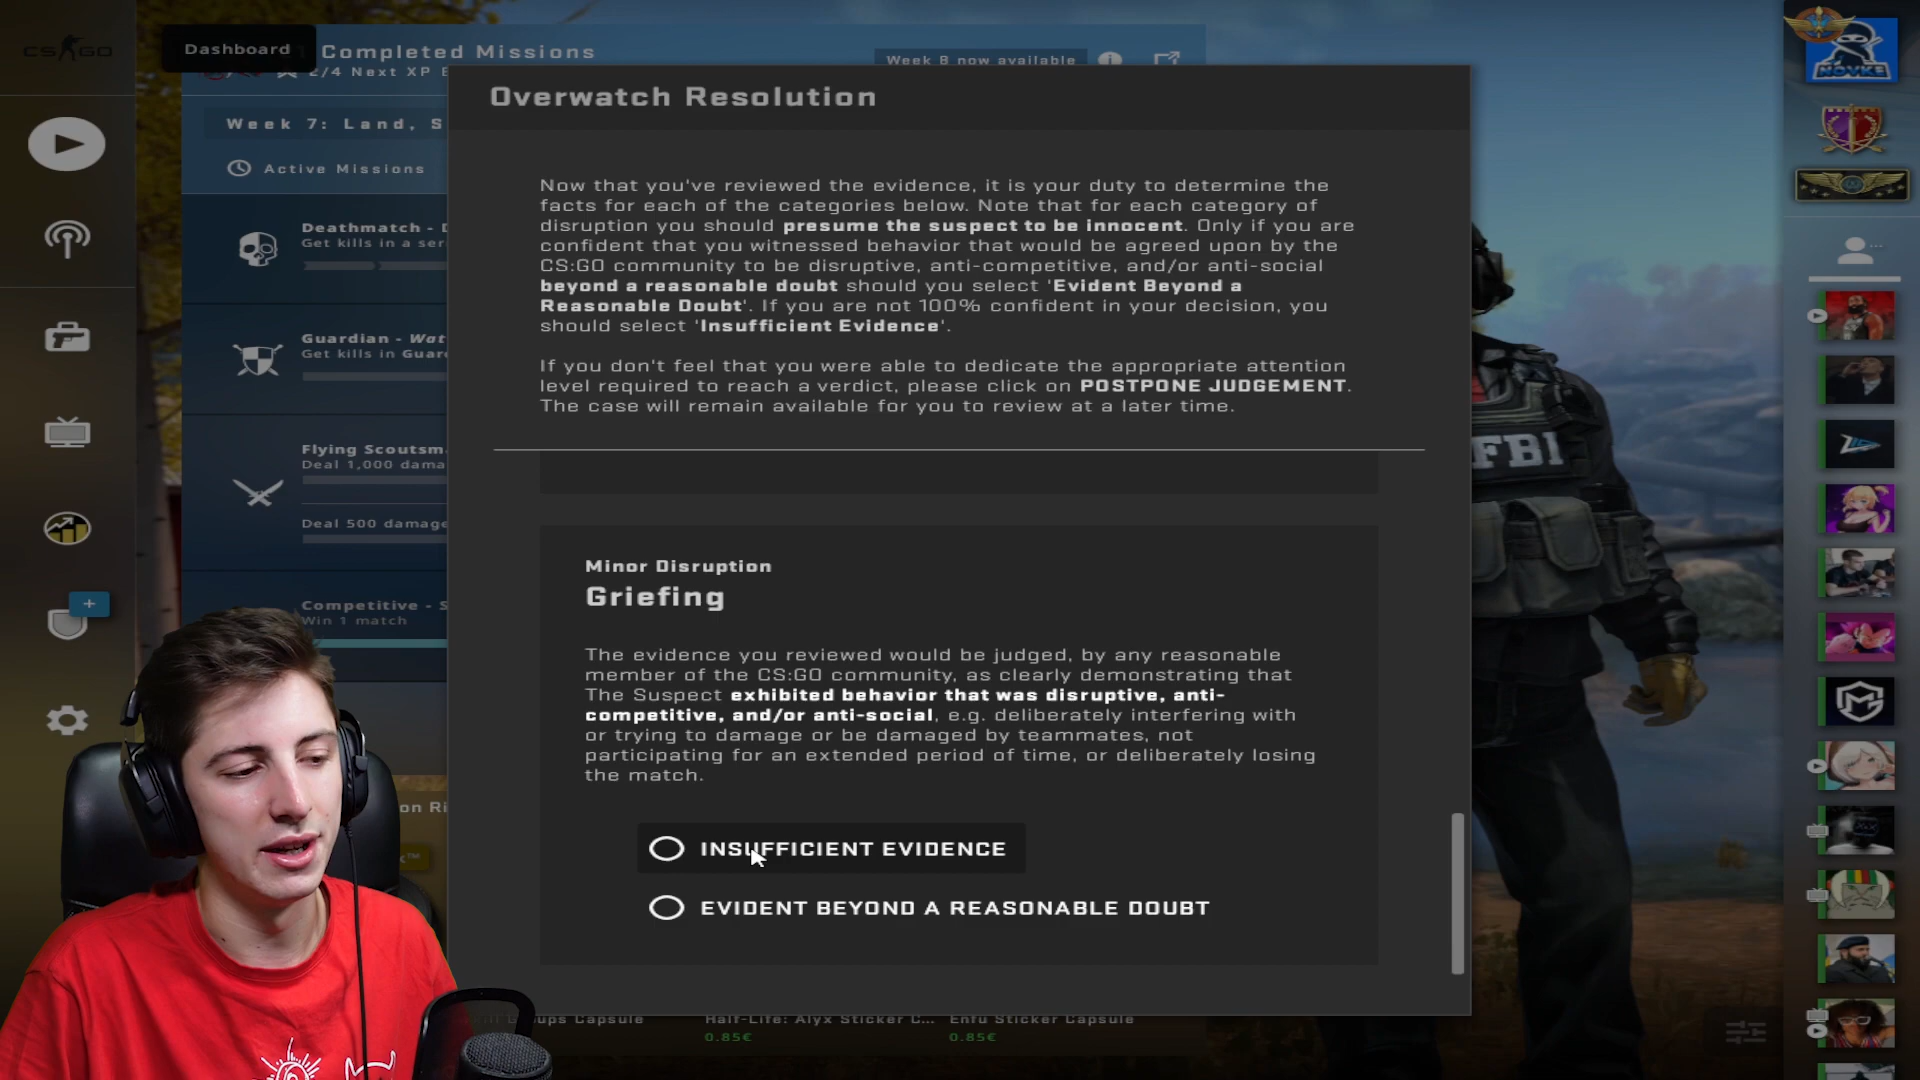 CS GO
Dashboard
Completed Missions
2/4 Next XP
Week 8 now available
NOVKE
Overwatch Resolution
Week 7: Land, S
Active Missions
Now that you've reviewed the evidence, it is your duty to determine the
facts for each of the categories below. Note that for each category of
disruption you should presume the suspect to be innocent. Only if you are
confident that you witnessed behavior that would be agreed upon by the
CS:GO community to be disruptive, anti-competitive, and/or anti-social
beyond a reasonable doubt should you select 'Evident Beyond a
Reasonable Doubt'. If you are not 100% confident in your decision, you
should select 'Insufficient Evidence'.
If you don't feel that you were able to dedicate the appropriate attention
level required to reach a verdict, please click on POSTPONE JUDGEMENT.
The case will remain available for you to review at a later time.
Deathmatch - D
Get kills in a ser
Guardian - Wat
Get kills in Guar
Flying Scoutsma
Deal 1,000 dama
Deal 500 damage
Competitive - S
Win 1 match
FBI
Minor Disruption
Griefing
The evidence you reviewed would be judged, by any reasonable
member of the CS:GO community, as clearly demonstrating that
The Suspect exhibited behavior that was disruptive, anti-
competitive, and/or anti-social, e.g. deliberately interfering with
or trying to damage or be damaged by teammates, not
participating for an extended period of time, or deliberately losing
the match.
INSUFFICIENT EVIDENCE
EVIDENT BEYOND A REASONABLE DOUBT
on Ri
ups Capsule
Half-Life: Alyx Sticker C...
Enfu Sticker Capsule
0.85€
0.85€